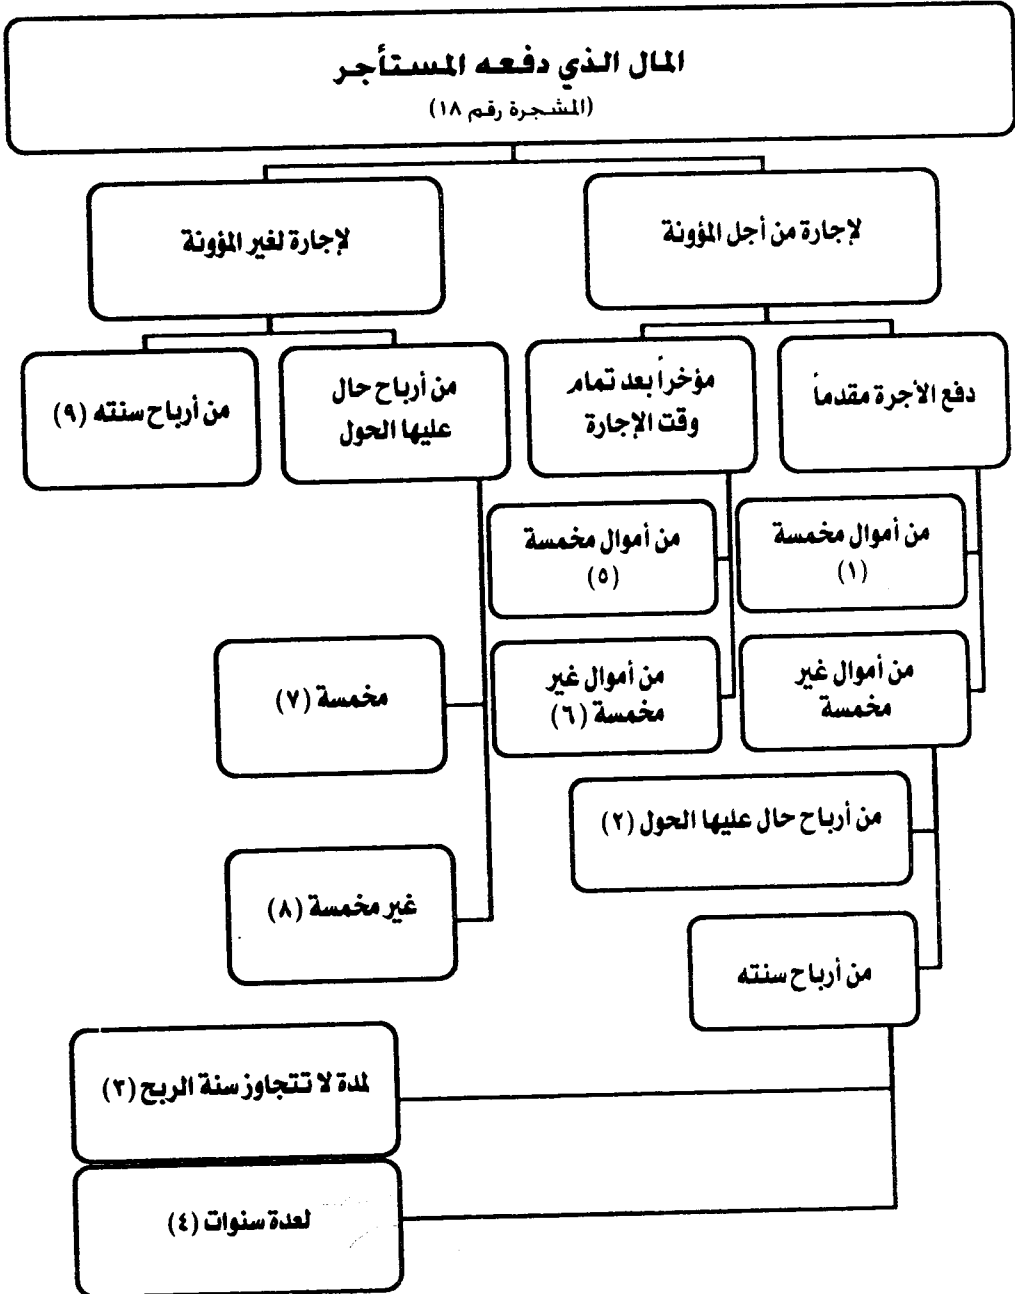 المال الذي دفعه المستأجر
(المشجرة رقم ١٨)
لإجارة من أجل المؤونة
لإجارة لغير المؤونة
دفع الأجرة مقدماً
مؤخراً بعد تمام
وقت الإجارة
من أرباح حال
عليها الحول
من أرباح سنته (٩)
من أموال مخمسة
(١)
من أموال مخمسة
(٥)
من أموال غير
مخمسة
من أموال غير
مخمسة (٦)
مخمسة (٧)
من أرباح حال عليها الحول (٢)
غير مخمسة (٨)
من أرباح سنته
لمدة لا تتجاوز سنة الربح (٣)
لعدة سنوات (٤)